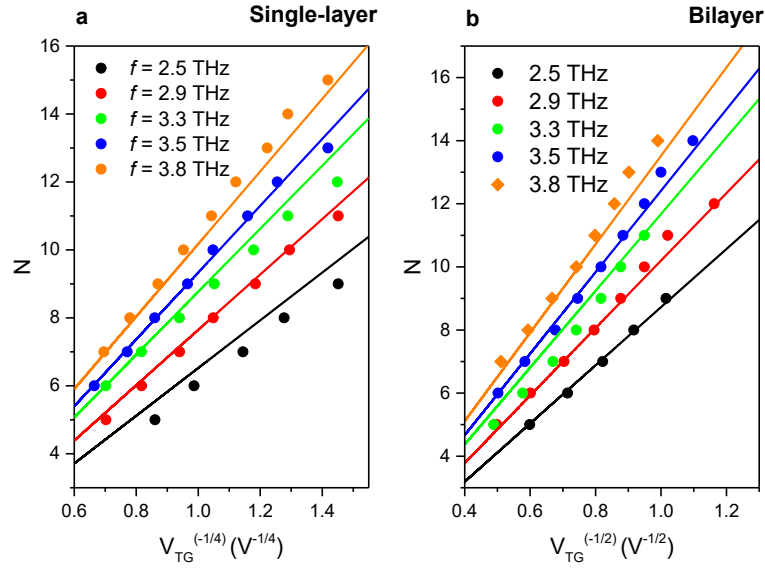 a
Single-layer
16
14
12
10
8
6
4
N
f = 2.5 THz
f = 2.9 THz
f = 3.3 THz
f = 3.5 THz
f = 3.8 THz
0.6 0.8 1.0 1.2 1.4
V_TG^(-1/4) (V^-1/4)
b
Bilayer
16
14
12
10
8
6
4
N
2.5 THz
2.9 THz
3.3 THz
3.5 THz
3.8 THz
0.4 0.6 0.8 1.0 1.2
V_TG^(-1/2) (V^-1/2)